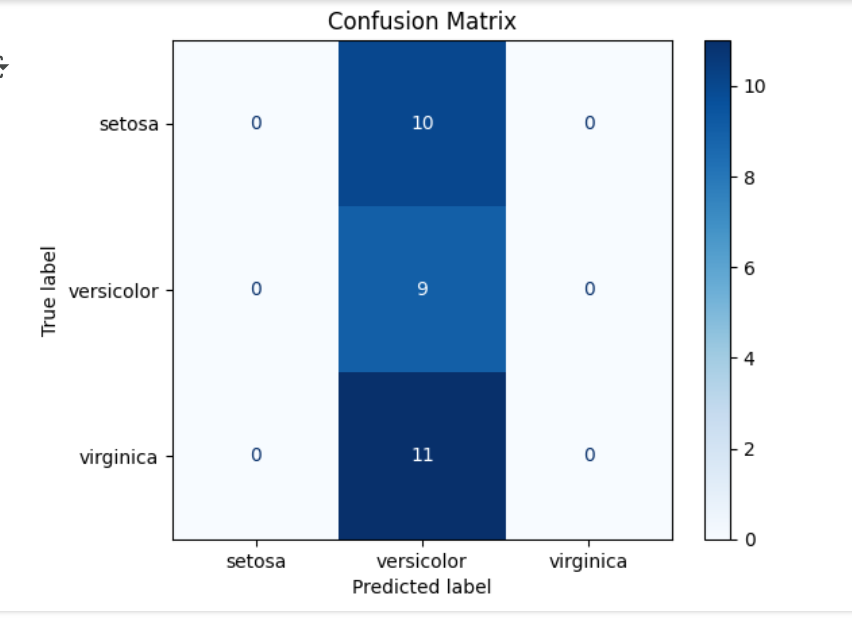 Confusion Matrix
setosa 0 10 0
versicolor 0 9 0
virginica 0 11 0
True label
setosa versicolor virginica
Predicted label
10
8
6
4
2
0